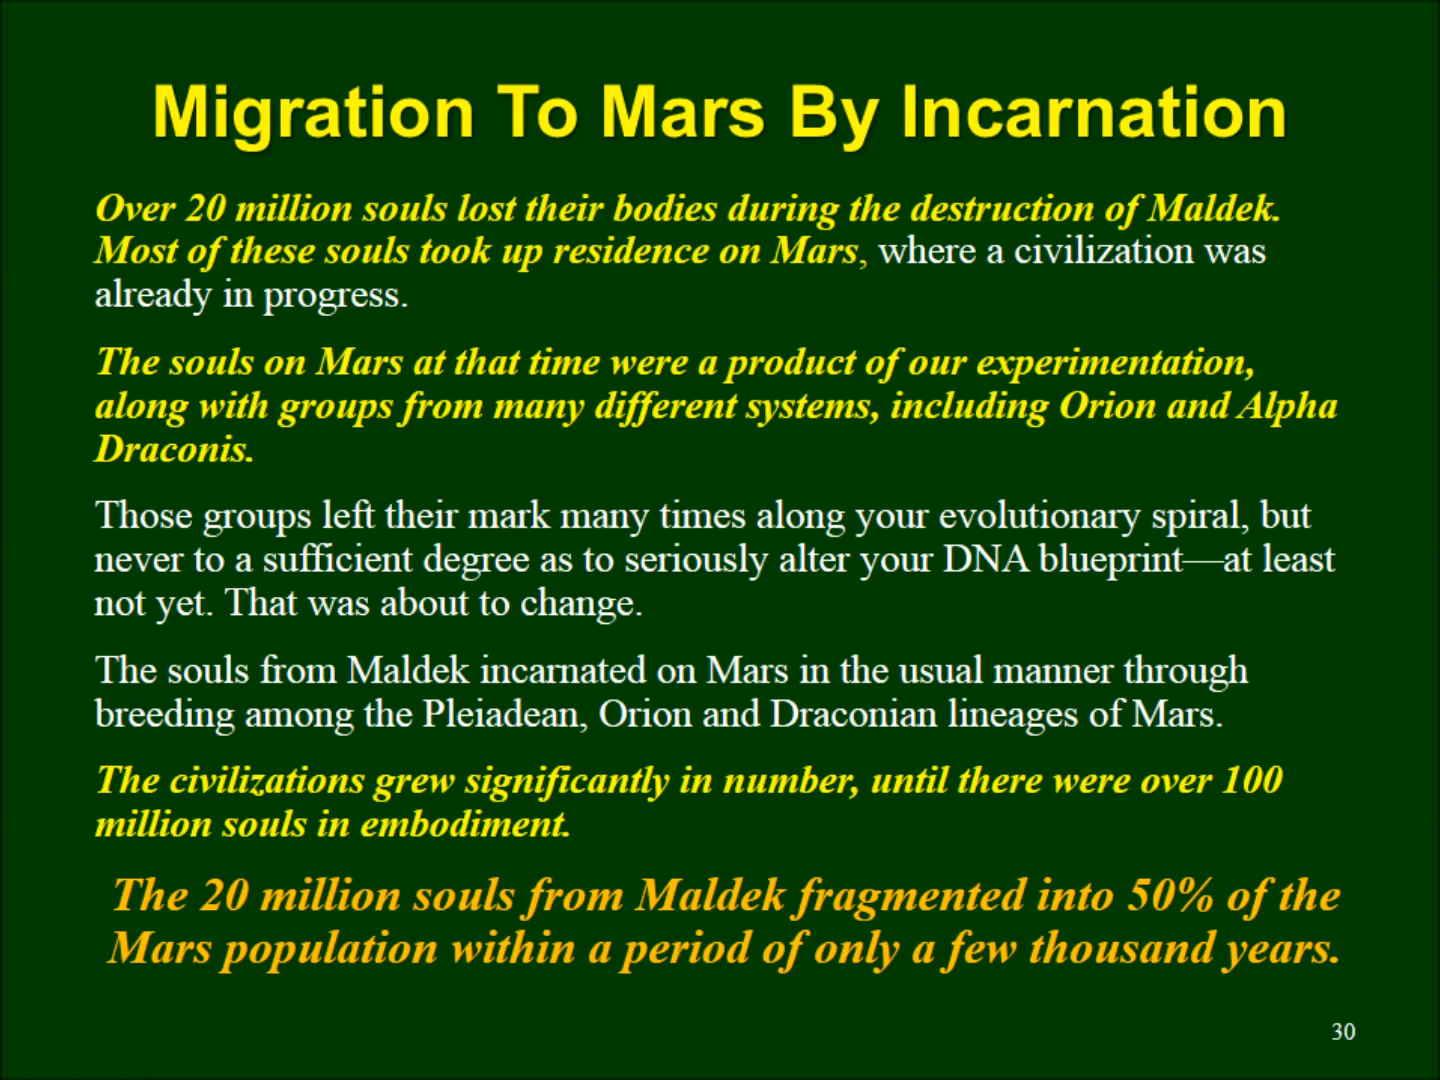 Migration To Mars By Incarnation
Over 20 million souls lost their bodies during the destruction of Maldek.
Most of these souls took up residence on Mars, where a civilization was
already in progress.
The souls on Mars at that time were a product of our experimentation,
along with groups from many different systems, including Orion and Alpha
Draconis.
Those groups left their mark many times along your evolutionary spiral, but
never to a sufficient degree as to seriously alter your DNA blueprint—at least
not yet. That was about to change.
The souls from Maldek incarnated on Mars in the usual manner through
breeding among the Pleiadean, Orion and Draconian lineages of Mars.
The civilizations grew significantly in number, until there were over 100
million souls in embodiment.
The 20 million souls from Maldek fragmented into 50% of the
Mars population within a period of only a few thousand years.
30